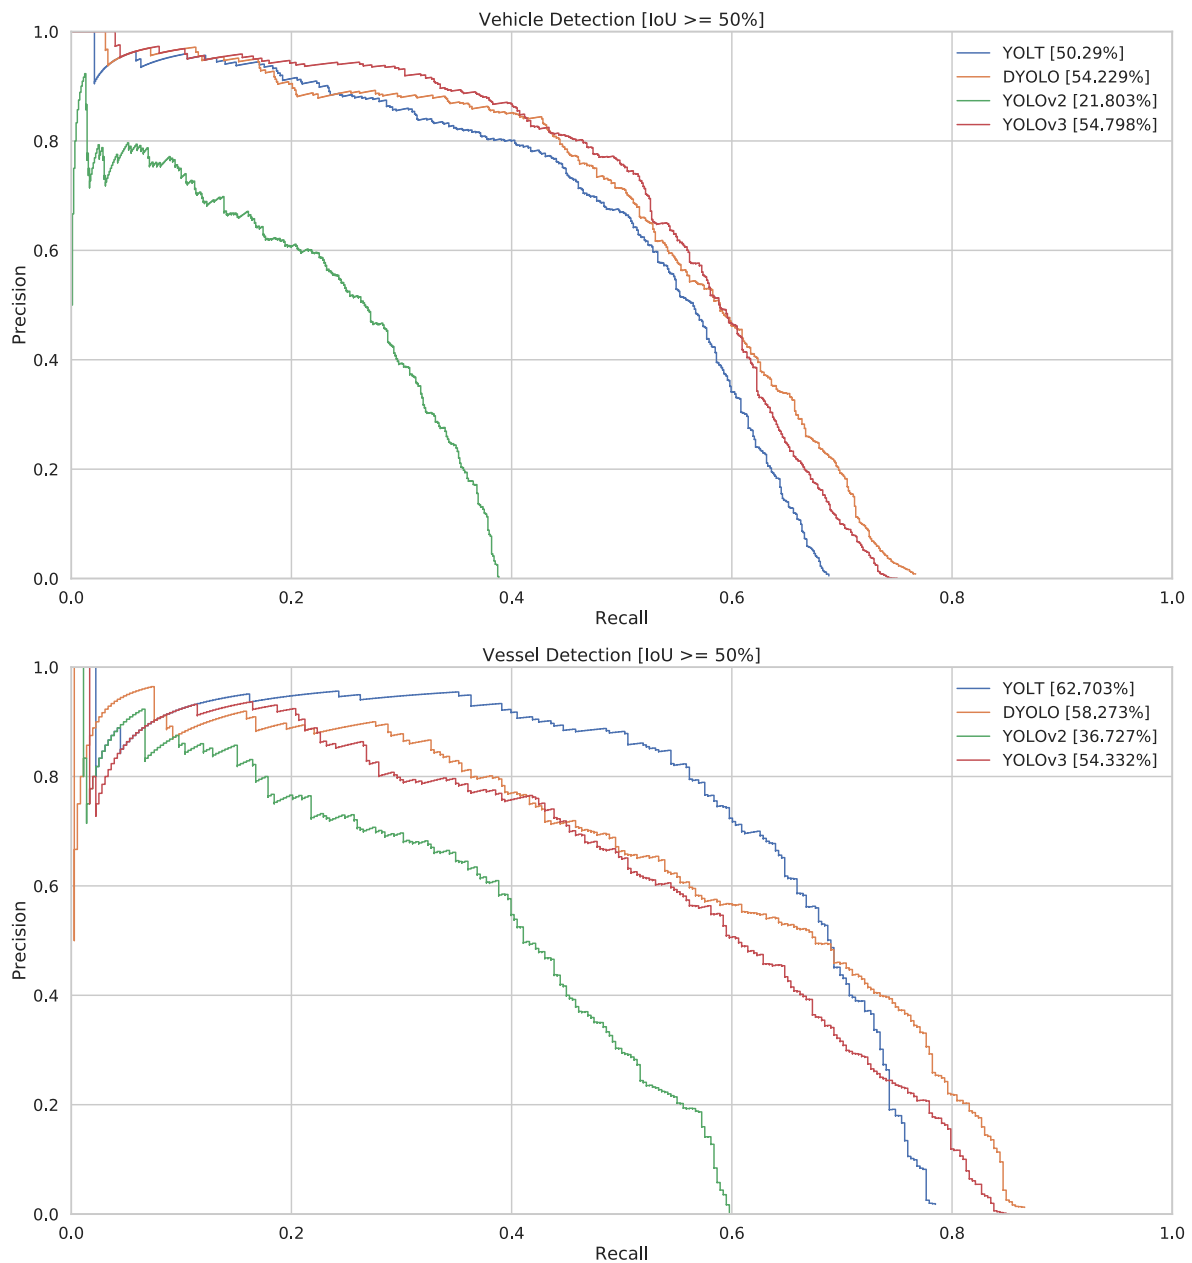 Vehicle Detection [IoU >= 50%]
1.0
YOLT [50.29%]
DYOLO [54.229%]
YOLOv2 [21.803%]
YOLOv3 [54.798%]
0.8
0.6
Precision
0.4
0.2
0.0
0.0 0.2 0.4 0.6 0.8 1.0
Recall
Vessel Detection [IoU >= 50%]
1.0
YOLT [62.703%]
DYOLO [58.273%]
YOLOv2 [36.727%]
YOLOv3 [54.332%]
0.8
0.6
Precision
0.4
0.2
0.0
0.0 0.2 0.4 0.6 0.8 1.0
Recall